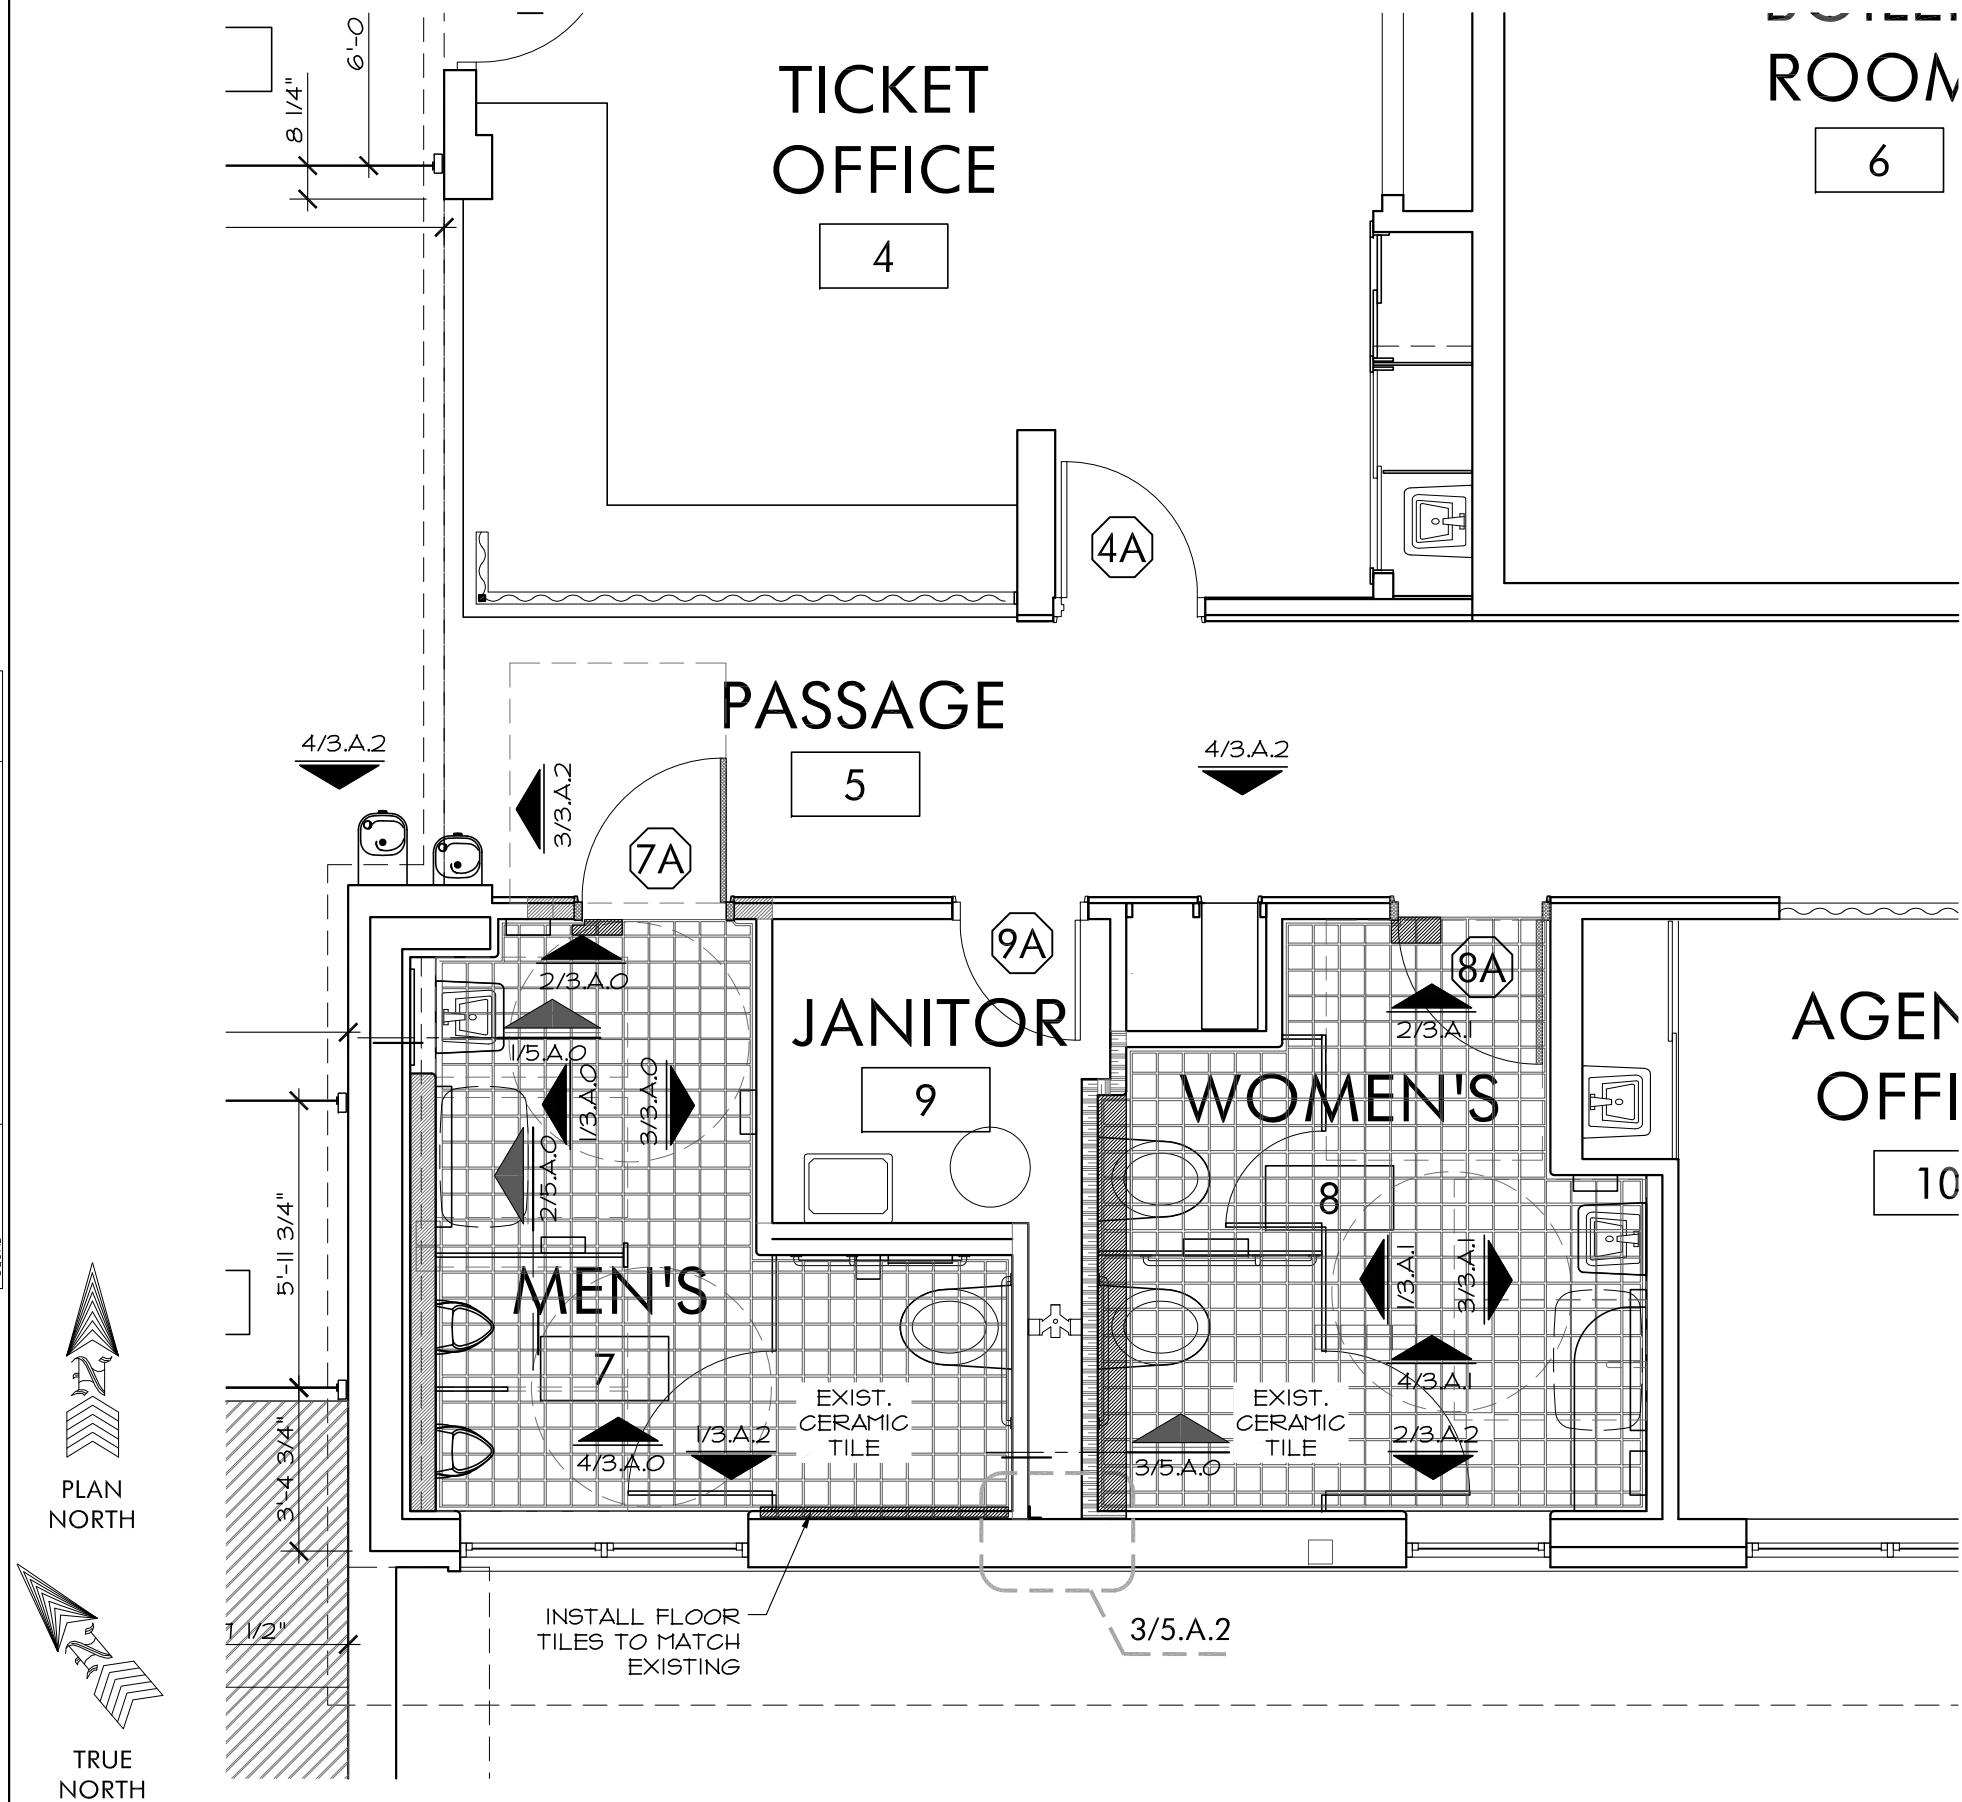 6'-0
8 1/4"
TICKET
OFFICE
4
ROOM
6
4A
PASSAGE
5
4/3.A.2
4/3.A.2
3/3.A.2
7A
9A
8A
2/3.A.0
1/5.A.0
1/3.A.0
3/3.A.0
2/5.A.0
JANITOR
9
2/3.A.1
WOMEN'S
8
AGEN
OFFI
10
5'-11 3/4"
MEN'S
7
1/3.A.1
3/3.A.1
4/3.A.1
EXIST.
CERAMIC
TILE
EXIST.
CERAMIC
TILE
1/3.A.2
4/3.A.0
3/5.A.0
2/3.A.2
3'-4 3/4"
PLAN
NORTH
INSTALL FLOOR
TILES TO MATCH
EXISTING
3/5.A.2
1/2"
TRUE
NORTH